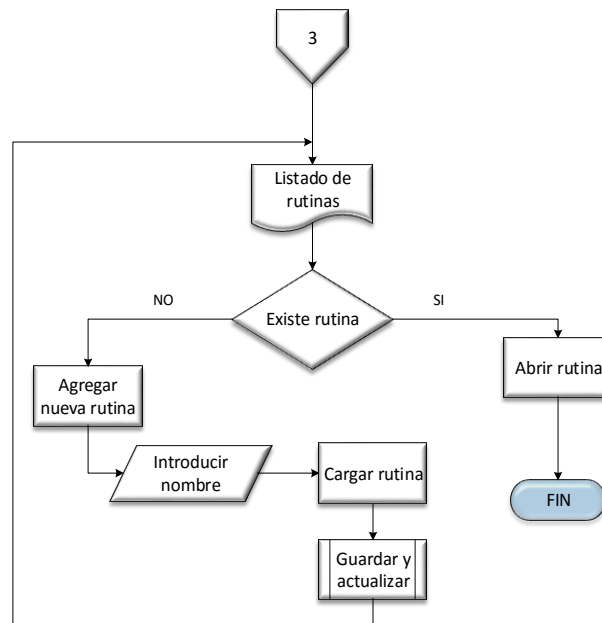 3
Listado de
rutinas
Existe rutina
NO
SI
Abrir rutina
Agregar
nueva rutina
Introducir
nombre
Cargar rutina
FIN
Guardar y
actualizar